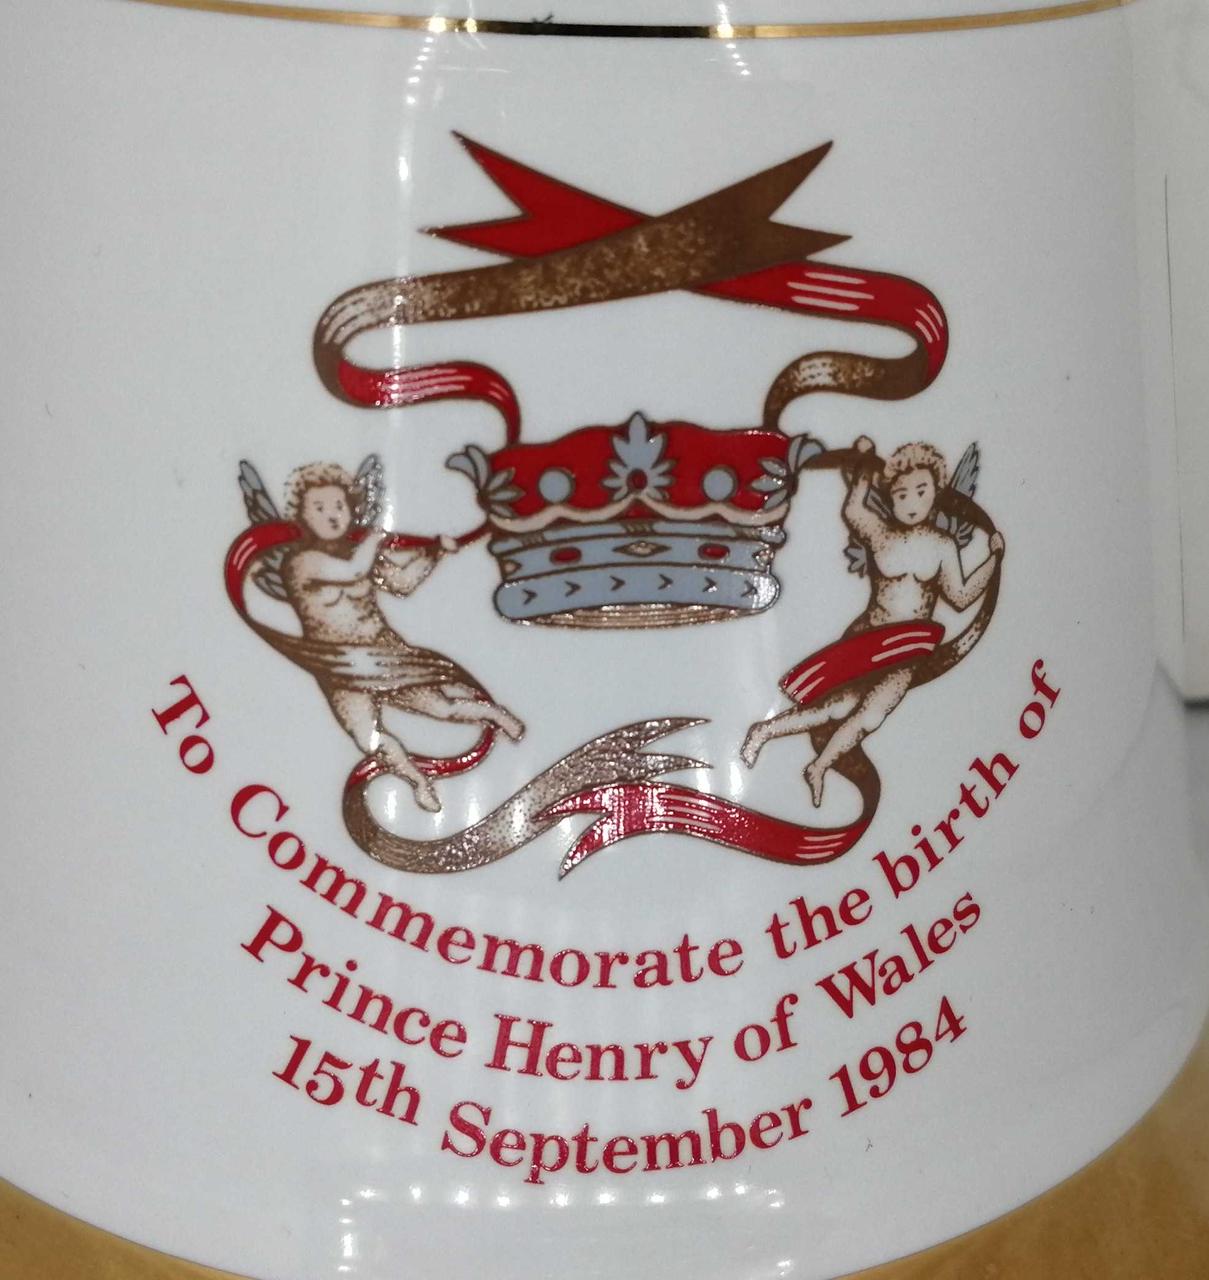 To Commemorate the birth of
Prince Henry of Wales
15th September 1984